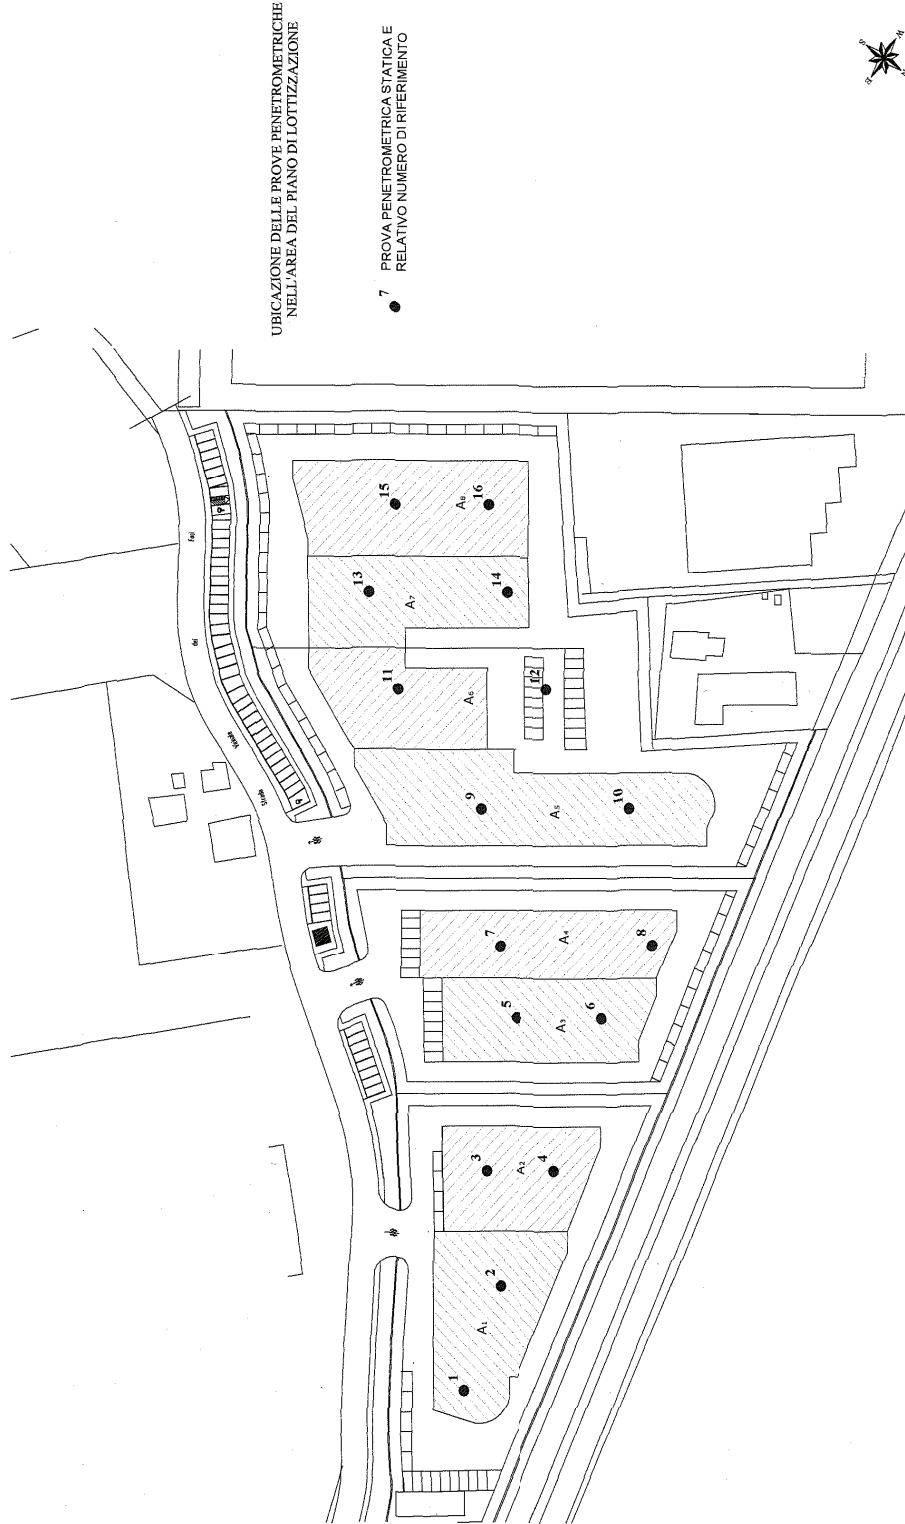 UBICAZIONE DELLE PROVE PENETROMETRICHE
NELL'AREA DEL PIANO DI LOTTIZZAZIONE
7 PROVA PENETROMETRICA STATICA E
RELATIVO NUMERO DI RIFERIMENTO
S
W
E
N
Strada Vicinale dei Fagi
P
P
1
2
A1
3
4
A2
5
6
A3
7
8
A4
9
10
A5
11
A6
12
13
14
A7
15
16
A8